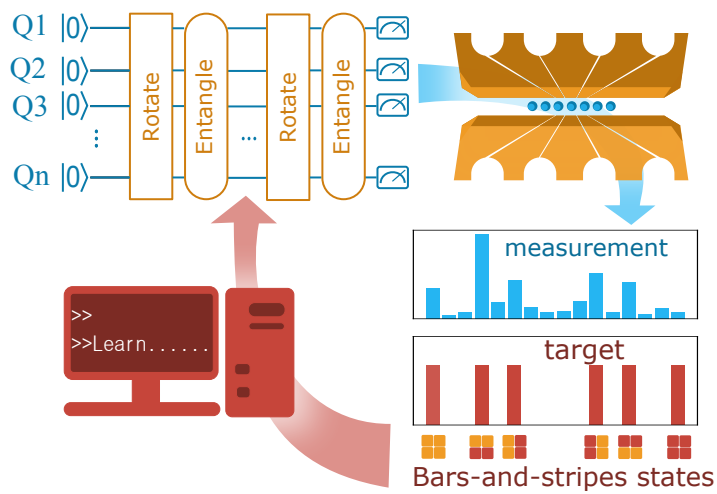 Q1 |0⟩
Q2 |0⟩
Q3 |0⟩
...
Qn |0⟩
Rotate
Entangle
...
Rotate
Entangle
measurement
>>
>>Learn......
target
Bars-and-stripes states